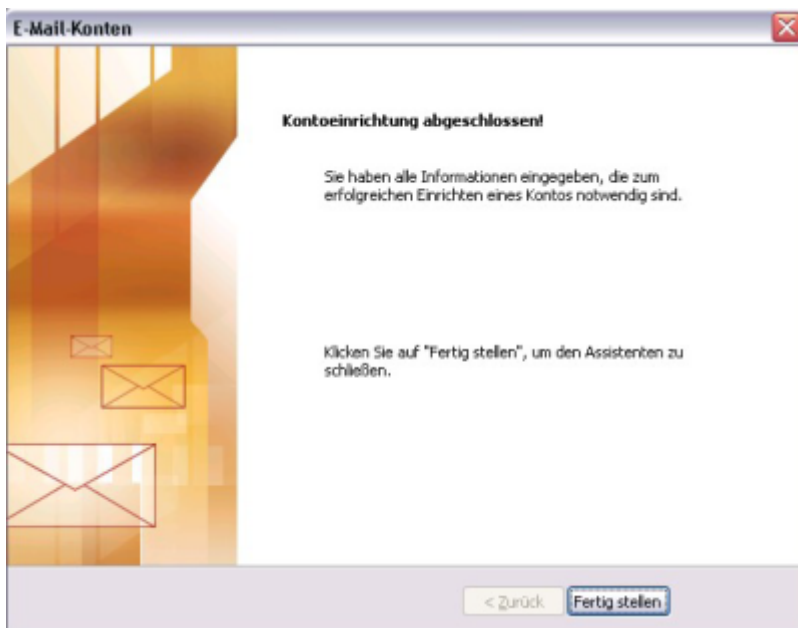 E-Mail-Konten
Kontoeinrichtung abgeschlossen!
Sie haben alle Informationen eingegeben, die zum
erfolgreichen Einrichten eines Kontos notwendig sind.
Klicken Sie auf "Fertig stellen", um den Assistenten zu
schließen.
< Zurück
Fertig stellen